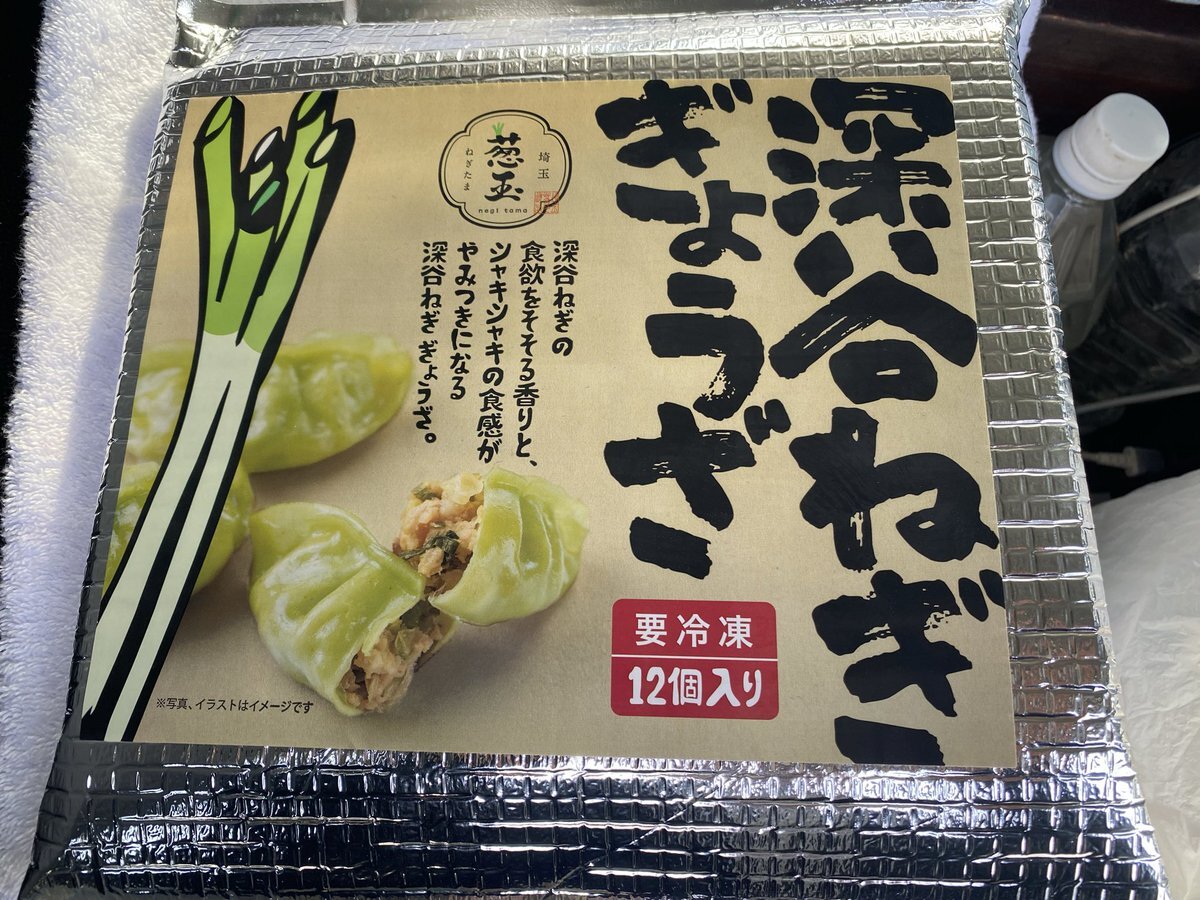 深谷ねぎ
ぎょうざ
埼玉
葱玉
ねぎたま
negi tama
深谷ねぎの
食欲をそそる香りと、
シャキシャキの食感が
やみつきになる
深谷ねぎぎょうざ。
要冷凍
12個入り
※写真、イラストはイメージです